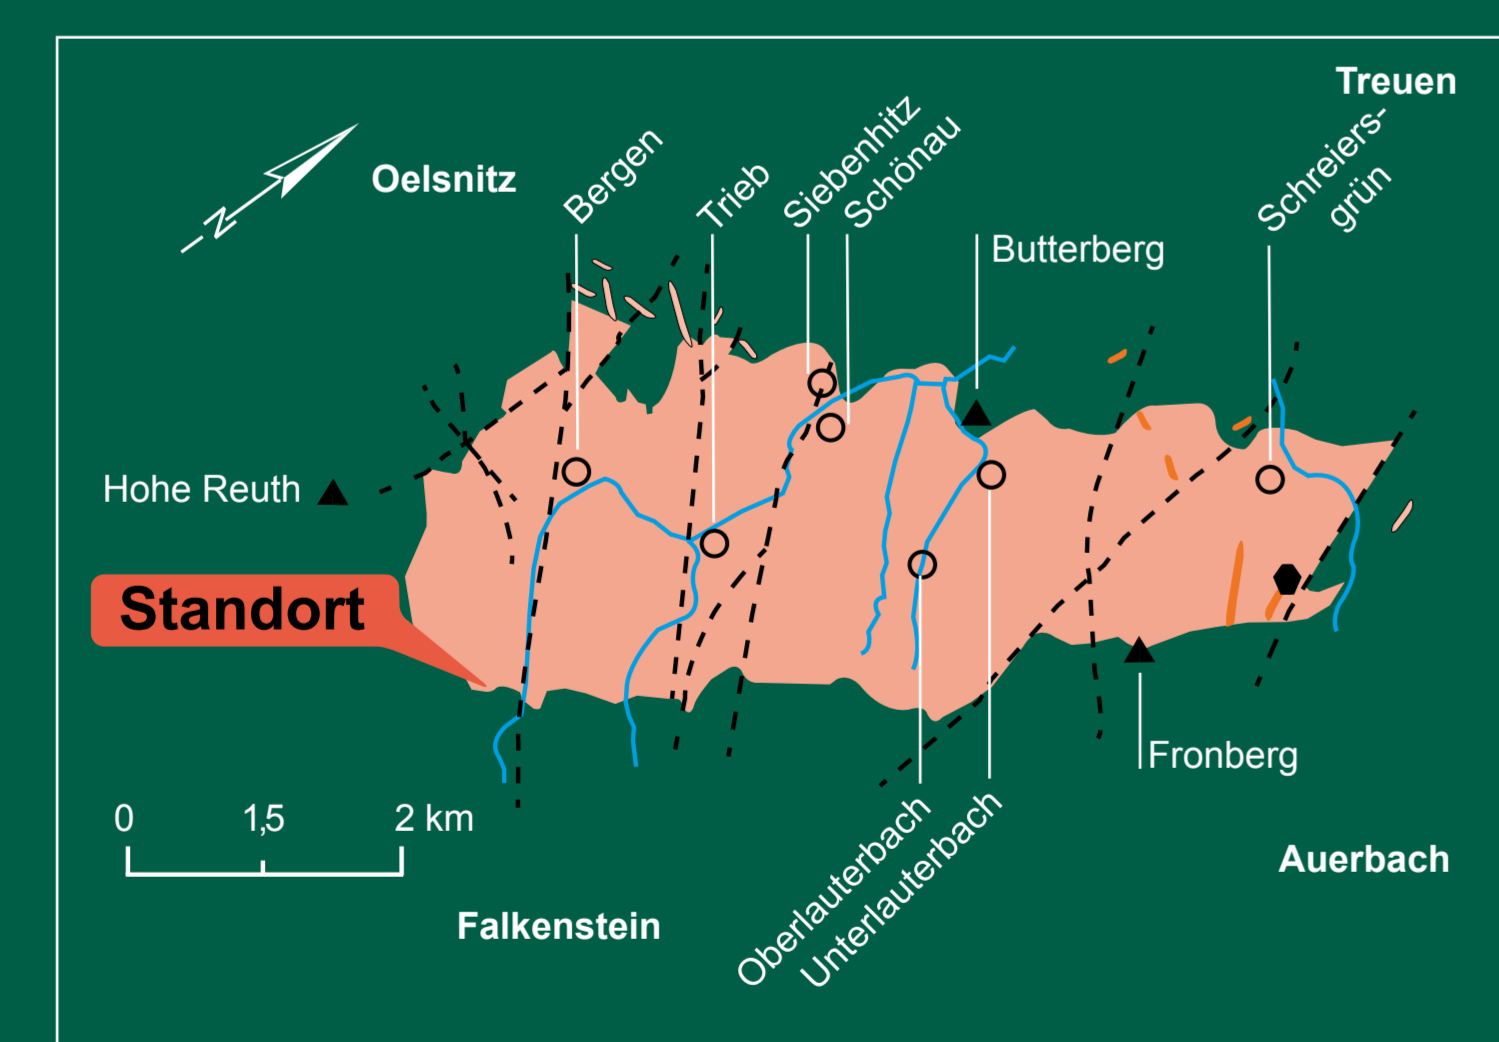 Treuen
Oelsnitz
N
Bergen
Trieb
Siebenhitz
Schönau
Butterberg
Schreiers-
grün
Hohe Reuth
Standort
Fronberg
0 1,5 2 km
Oberlauterbach
Unterlauterbach
Auerbach
Falkenstein